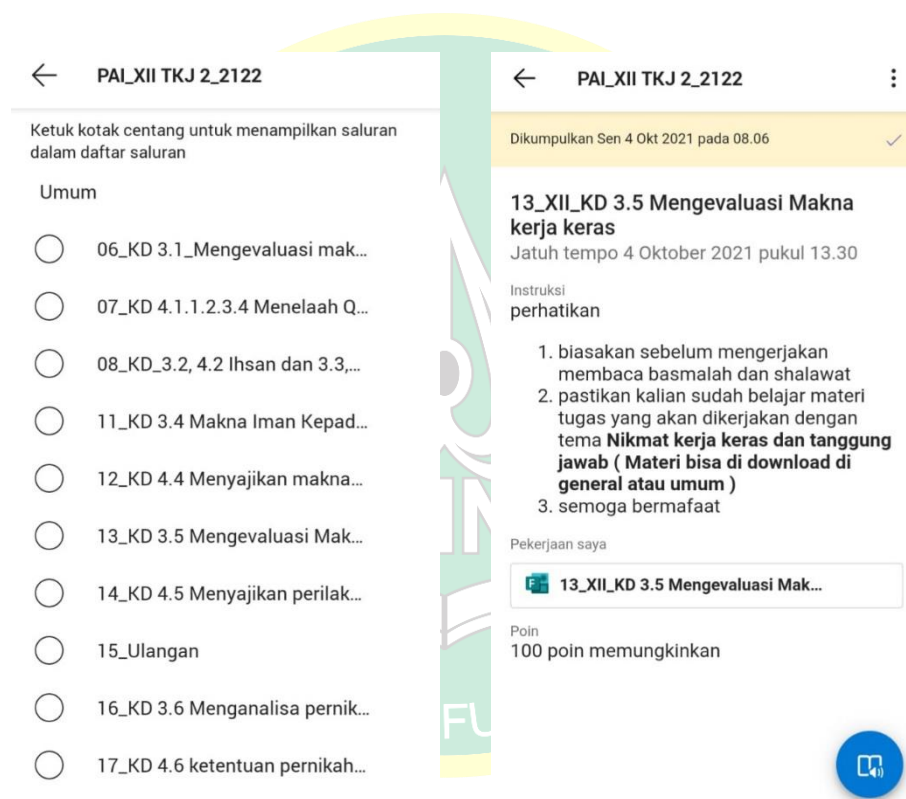 PAI_XII TKJ 2_2122
Ketuk kotak centang untuk menampilkan saluran
dalam daftar saluran
Umum
06_KD 3.1_Mengevaluasi mak...
07_KD 4.1.1.2.3.4 Menelaah Q...
08_KD_3.2, 4.2 Ihsan dan 3.3,...
11_KD 3.4 Makna Iman Kepad...
12_KD 4.4 Menyajikan makna...
13_KD 3.5 Mengevaluasi Mak...
14_KD 4.5 Menyajikan perilak...
15_Ulangan
16_KD 3.6 Menganalisa pernik...
17_KD 4.6 ketentuan pernikah...
PAI_XII TKJ 2_2122
Dikumpulkan Sen 4 Okt 2021 pada 08.06
13_XII_KD 3.5 Mengevaluasi Makna
kerja keras
Jatuh tempo 4 Oktober 2021 pukul 13.30
Instruksi
perhatikan
1. biasakan sebelum mengerjakan
membaca basmalah dan shalawat
2. pastikan kalian sudah belajar materi
tugas yang akan dikerjakan dengan
tema Nikmat kerja keras dan tanggung
jawab ( Materi bisa di download di
general atau umum )
3. semoga bermafaat
Pekerjaan saya
13_XII_KD 3.5 Mengevaluasi Mak...
Poin
100 poin memungkinkan